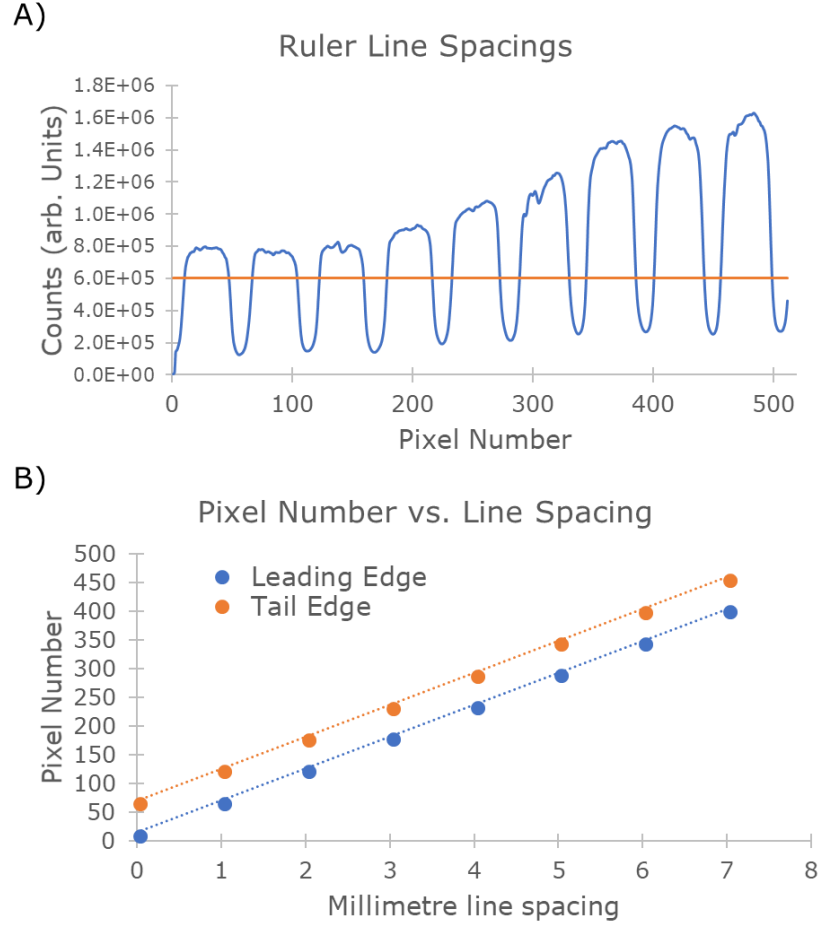 A)
Ruler Line Spacings
Counts (arb. Units)
1.8E+06
1.6E+06
1.4E+06
1.2E+06
1.0E+06
8.0E+05
6.0E+05
4.0E+05
2.0E+05
0.0E+00
0 100 200 300 400 500
Pixel Number
B)
Pixel Number vs. Line Spacing
Pixel Number
500
450
400
350
300
250
200
150
100
50
0
Leading Edge
Tail Edge
0 1 2 3 4 5 6 7 8
Millimetre line spacing